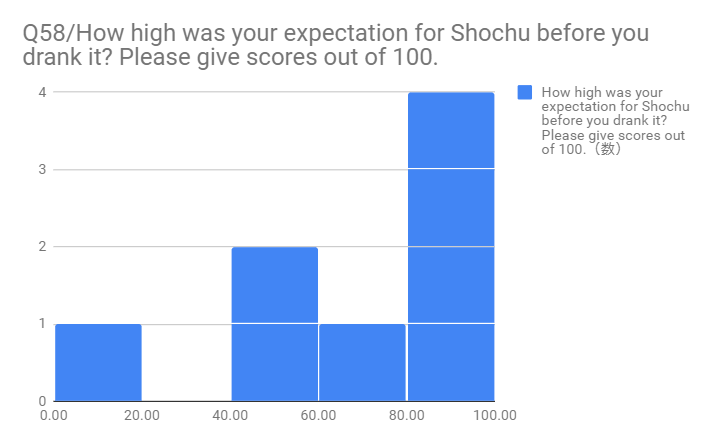 Q58/How high was your expectation for Shochu before you
drank it? Please give scores out of 100.
4
3
2
1
0
0.00
20.00
40.00
60.00
80.00
100.00
How high was your
expectation for Shochu
before you drank it?
Please give scores out
of 100.（数）